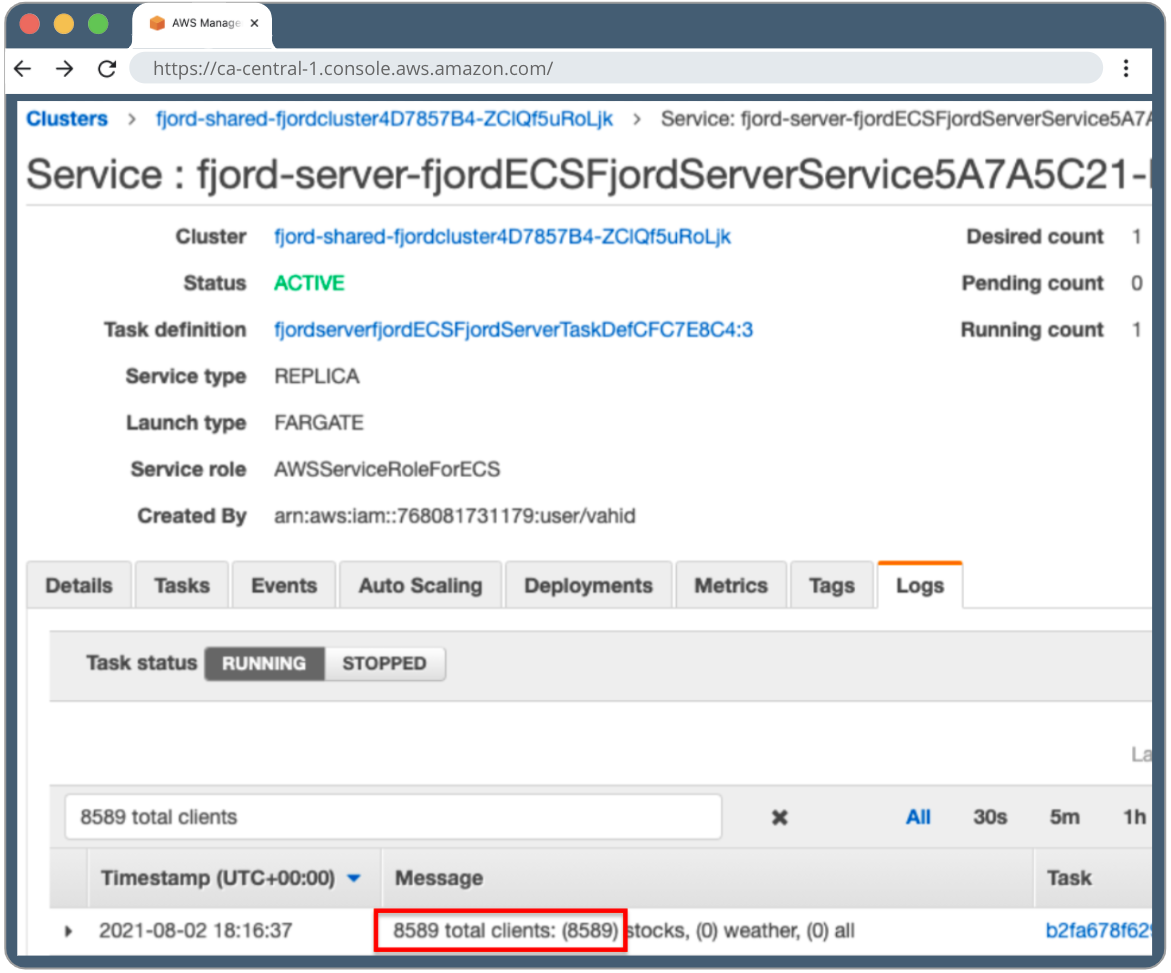 AWS Manage
https://ca-central-1.console.aws.amazon.com/
Clusters > fjord-shared-fjordcluster4D7857B4-ZClQf5uRoLjk > Service: fjord-server-fjordECSFjordServerService5A7A
Service : fjord-server-fjordECSFjordServerService5A7A5C21-
Cluster fjord-shared-fjordcluster4D7857B4-ZClQf5uRoLjk Desired count 1
Status ACTIVE Pending count 0
Task definition fjordserverfjordECSFjordServerTaskDefCFC7E8C4:3 Running count 1
Service type REPLICA
Launch type FARGATE
Service role AWSServiceRoleForECS
Created By arn:aws:iam::768081731179:user/vahid
Details Tasks Events Auto Scaling Deployments Metrics Tags Logs
Task status RUNNING STOPPED
La
8589 total clients All 30s 5m 1h
Timestamp (UTC+00:00) Message Task
2021-08-02 18:16:37 8589 total clients: (8589) stocks, (0) weather, (0) all b2fa678f629